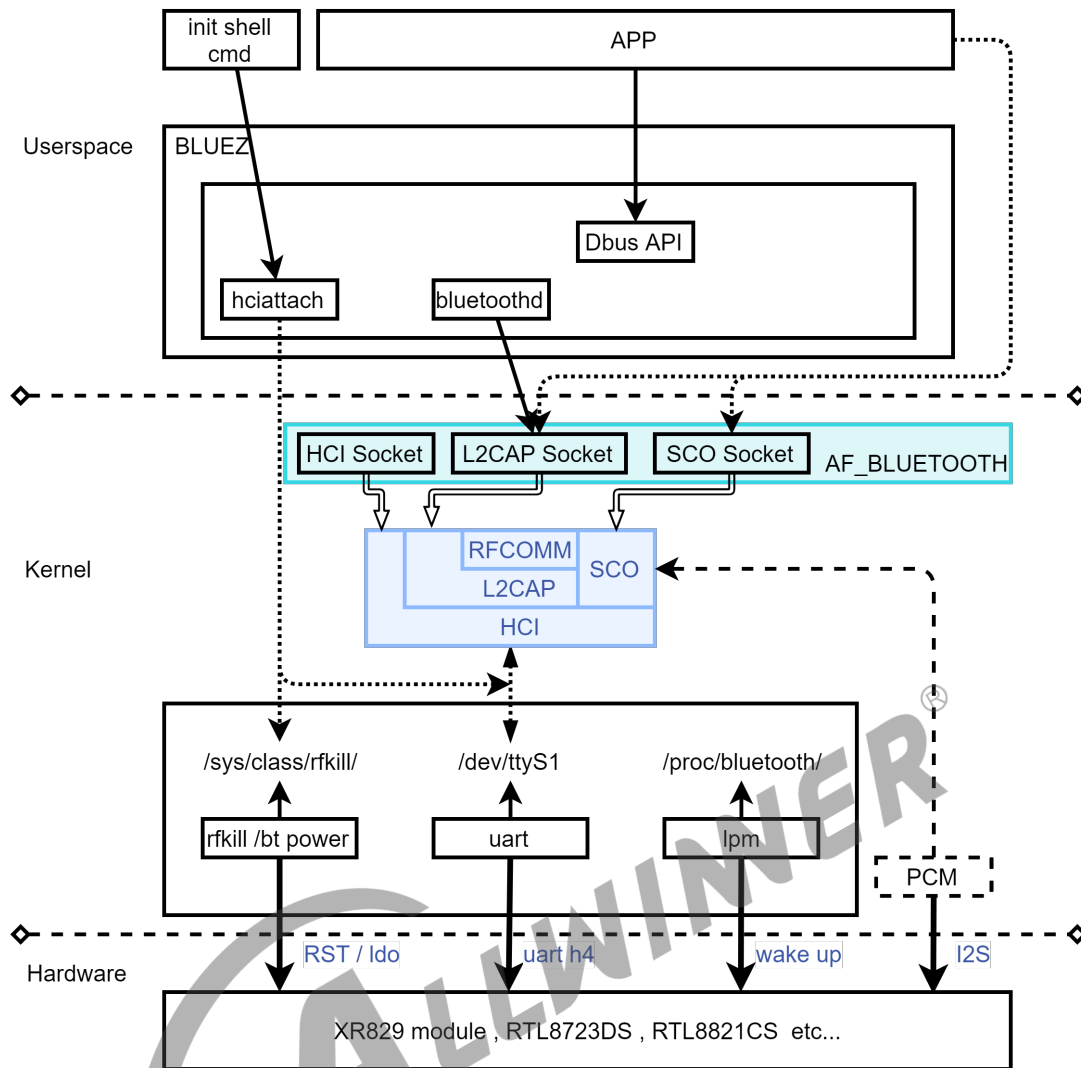 init shell
cmd
APP
Userspace
BLUEZ
Dbus API
hciattach
bluetoothd
HCI Socket
L2CAP Socket
SCO Socket
AF_BLUETOOTH
RFCOMM
SCO
L2CAP
Kernel
HCI
/sys/class/rfkill/
/dev/ttyS1
/proc/bluetooth/
rfkill /bt power
uart
lpm
PCM
RST / ldo
uart h4
wake up
I2S
Hardware
XR829 module , RTL8723DS , RTL8821CS etc...
ALLWINNER®